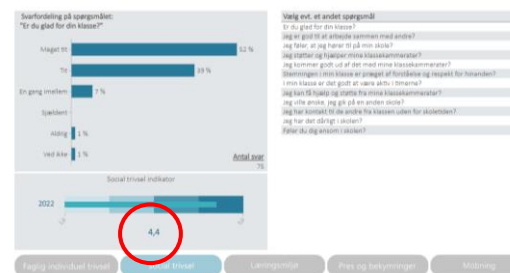 Svarfordeling på spørgsmålet:
"Er du glad for din klasse?"
Meget tit
52 %
Tit
39 %
En gang imellem
7 %
Sjældent
Aldrig
1 %
Ved ikke
1 %
Antal svar
75
Social trivsel indikator
2022
4,4
Vælg evt. et andet spørgsmål
Er du glad for din klasse?
Jeg er god til at arbejde sammen med andre?
Jeg føler, at jeg hører til på min skole?
Jeg støtter og hjælper mine klassekammerater?
Jeg kommer godt ud af det med mine klassekammerater?
Stemningen i min klasse er præget af forståelse og respekt for hinanden?
I min klasse er det godt at være aktiv i timerne?
Jeg kan få hjælp og støtte fra mine klassekammerater?
Jeg ville ønske, jeg gik på en anden skole?
Jeg har kontakt til de andre fra klassen uden for skoletiden?
Jeg har det dårligt i skolen?
Føler du dig ensom i skolen?
Faglig individuel trivsel
Social trivsel
Læringsmiljø
Pres og bekymringer
Mobning